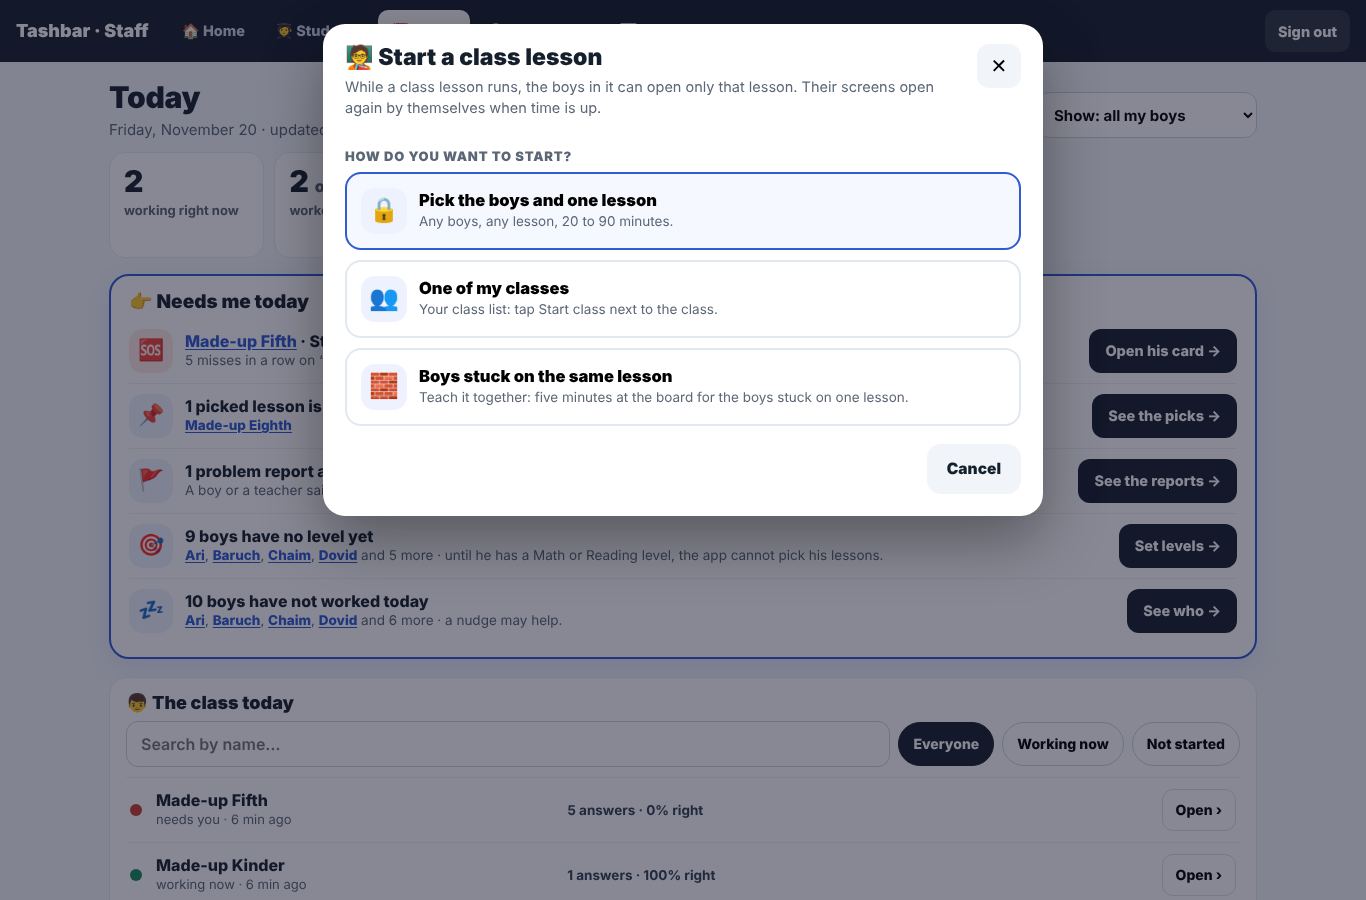 Tashbar · Staff
Home
Stud
Sign out
Today
Friday, November 20 · updated
Show: all my boys
2
working right now
2
Start a class lesson
While a class lesson runs, the boys in it can open only that lesson. Their screens open
again by themselves when time is up.
✕
HOW DO YOU WANT TO START?
Pick the boys and one lesson
Any boys, any lesson, 20 to 90 minutes.
One of my classes
Your class list: tap Start class next to the class.
Boys stuck on the same lesson
Teach it together: five minutes at the board for the boys stuck on one lesson.
Cancel
Needs me today
SOS
Made-up Fifth · St
5 misses in a row on "
Open his card →
1 picked lesson is
Made-up Eighth
See the picks →
1 problem report a
A boy or a teacher sai
See the reports →
9 boys have no level yet
Ari, Baruch, Chaim, Dovid and 5 more · until he has a Math or Reading level, the app cannot pick his lessons.
Set levels →
10 boys have not worked today
Ari, Baruch, Chaim, Dovid and 6 more · a nudge may help.
See who →
The class today
Search by name...
Everyone
Working now
Not started
Made-up Fifth
needs you · 6 min ago
5 answers · 0% right
Open ›
Made-up Kinder
working now · 6 min ago
1 answers · 100% right
Open ›